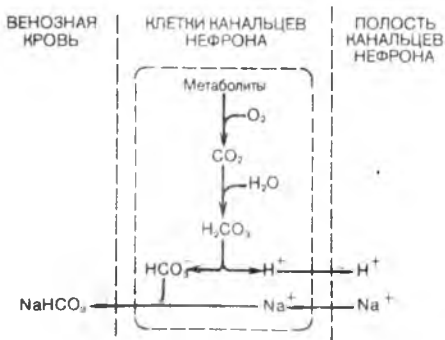 ВЕНОЗНАЯ
КРОВЬ
КЛЕТКИ КАНАЛЬЦЕВ
НЕФРОНА
ПОЛОСТЬ
КАНАЛЬЦЕВ
НЕФРОНА
Метаболиты
O₂
CO₂
H₂O
H₂CO₃
HCO₃⁻ H⁺ H⁺
NaHCO₃ Na⁺ Na⁺